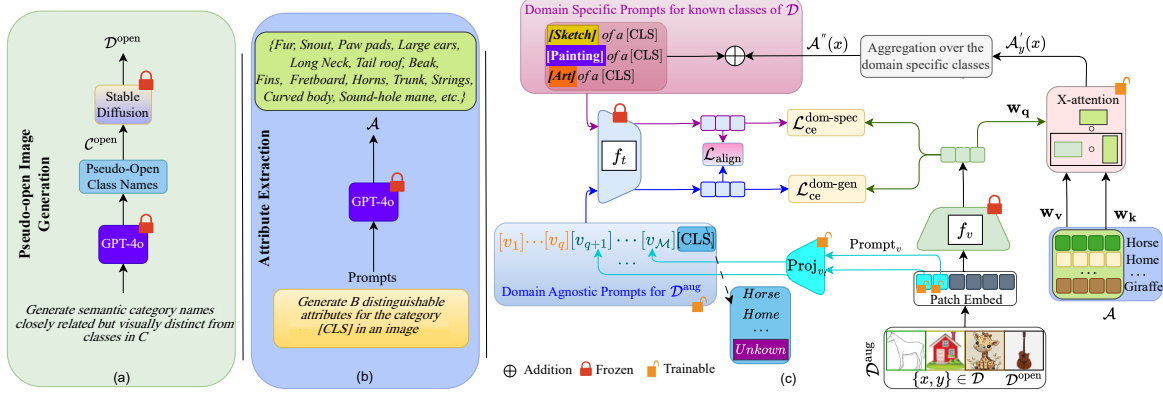 Pseudo-open Image
Generation
𝒟^open
Stable
Diffusion
𝒞^open
Pseudo-Open
Class Names
GPT-4o
Generate semantic category names
closely related but visually distinct from
classes in C
(a)
Attribute Extraction
{Fur, Snout, Paw pads, Large ears,
Long Neck, Tail roof, Beak,
Fins, Fretboard, Horns, Trunk, Strings,
Curved body, Sound-hole mane, etc.}
𝒜
GPT-4o
Prompts
Generate B distinguishable
attributes for the category
[CLS] in an image
(b)
Domain Specific Prompts for known classes of 𝒟
[Sketch] of a [CLS]
[Painting] of a [CLS]
[Art] of a [CLS]
𝒜″(x)
Aggregation over the
domain specific classes
𝒜′_y(x)
X-attention
f_t
ℒ_ce^dom-spec
ℒ_align
ℒ_ce^dom-gen
w_q
w_v
w_k
f_v
[v_1]⋯[v_q][v_{q+1}]⋯[v_ℳ][CLS]
⋯
Domain Agnostic Prompts for 𝒟^aug
Proj_{v_t}
Prompt_v
Patch Embed
Horse
Home
⋯
Unkown
Horse
Home
⋯
Giraffe
𝒜
𝒟^aug
{x, y} ∈ 𝒟
𝒟^open
⊕ Addition
Frozen
Trainable
(c)